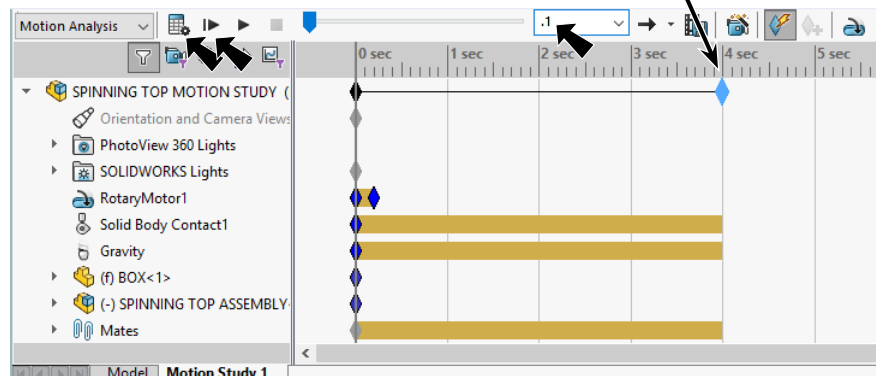 Motion Analysis
.1
0 sec 1 sec 2 sec 3 sec 4 sec 5 sec
SPINNING TOP MOTION STUDY (
Orientation and Camera Views
PhotoView 360 Lights
SOLIDWORKS Lights
RotaryMotor1
Solid Body Contact1
Gravity
(f) BOX<1>
(-) SPINNING TOP ASSEMBLY
Mates
Model Motion Study 1